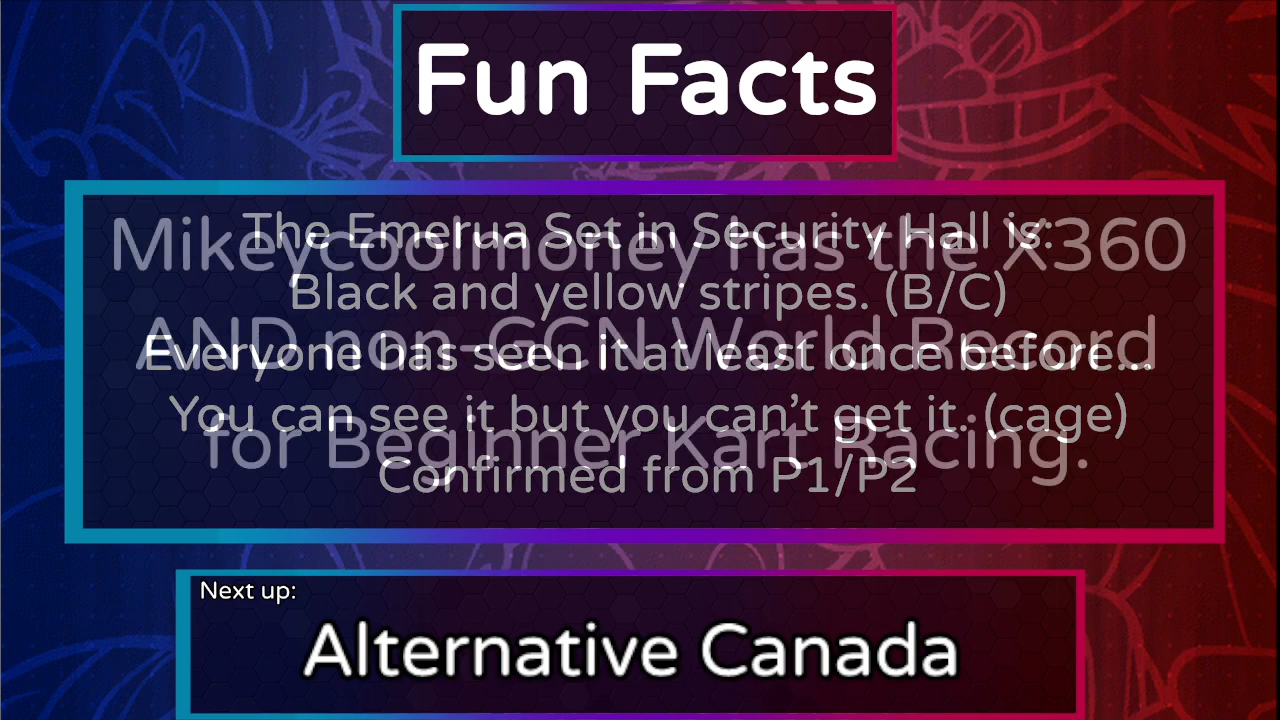 Fun Facts
The Emerua Set in Security Hall is:
Black and yellow stripes. (B/C)
Everyone has seen it at least once before...
You can see it but you can't get it. (cage)
Confirmed from P1/P2
Mikeycoolmoney has the X360
AND non-GCN World Record
for Beginner Kart Racing.
Next up:
Alternative Canada